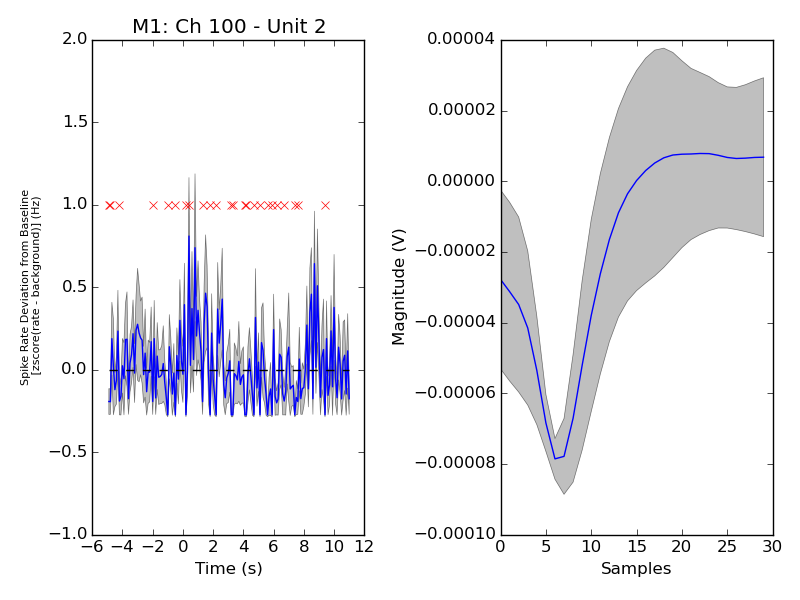 M1: Ch 100 - Unit 2
2.0
1.5
1.0
0.5
0.0
−0.5
−1.0
−6 −4 −2 0 2 4 6 8 10 12
Time (s)
Spike Rate Deviation from Baseline
[zscore(rate - background)] (Hz)
0.00004
0.00002
0.00000
−0.00002
−0.00004
−0.00006
−0.00008
−0.00010
0 5 10 15 20 25 30
Samples
Magnitude (V)